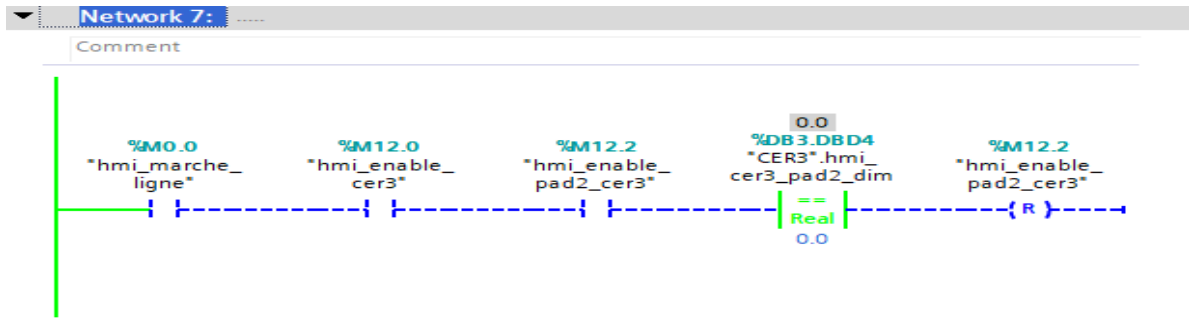 Network 7: .....
Comment
0.0
%M0.0 %M12.0 %M12.2 %DB3.DBD4 %M12.2
"hmi_marche_ "hmi_enable_ "hmi_enable_ "CER3".hmi_ "hmi_enable_
ligne" cer3" pad2_cer3" cer3_pad2_dim pad2_cer3"
==
Real
R
0.0